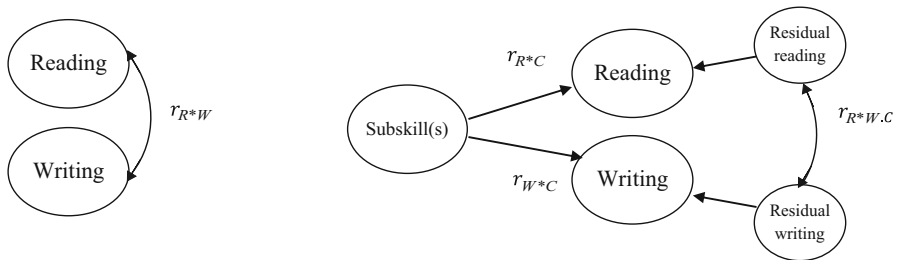 Reading
r_{R*W}
Writing
Subskill(s)
r_{R*C}
Reading
r_{W*C}
Writing
Residual
reading
r_{R*W.C}
Residual
writing